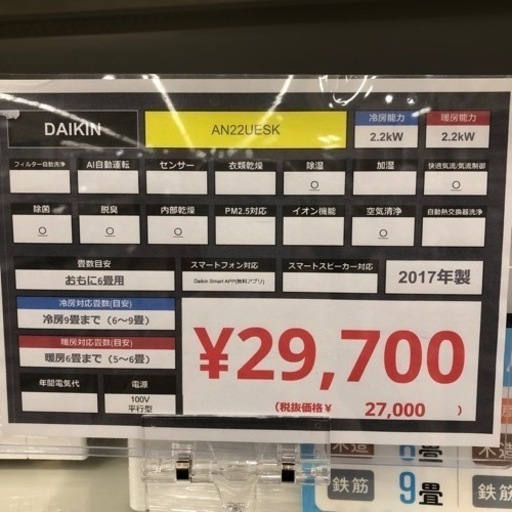 DAIKIN
AN22UESK
冷房能力
2.2kW
暖房能力
2.2kW
フィルター自動洗浄
AI自動運転
センサー
衣類乾燥
除湿
加湿
快適気流/気流制御
○
○
除菌
脱臭
内部乾燥
PM2.5対応
イオン機能
空気清浄
自動熱交換器洗浄
○
○
○
○
畳数目安
おもに6畳用
スマートフォン対応
Daikin Smart APP(無料アプリ)
スマートスピーカー対応
2017年製
冷房対応畳数(目安)
冷房9畳まで(6～9畳)
暖房対応畳数(目安)
暖房6畳まで(5～6畳)
年間電気代
電源
100V
平行型
¥29,700
(税抜価格¥ 27,000 )
木造
6畳
木造
鉄筋
9畳
鉄筋